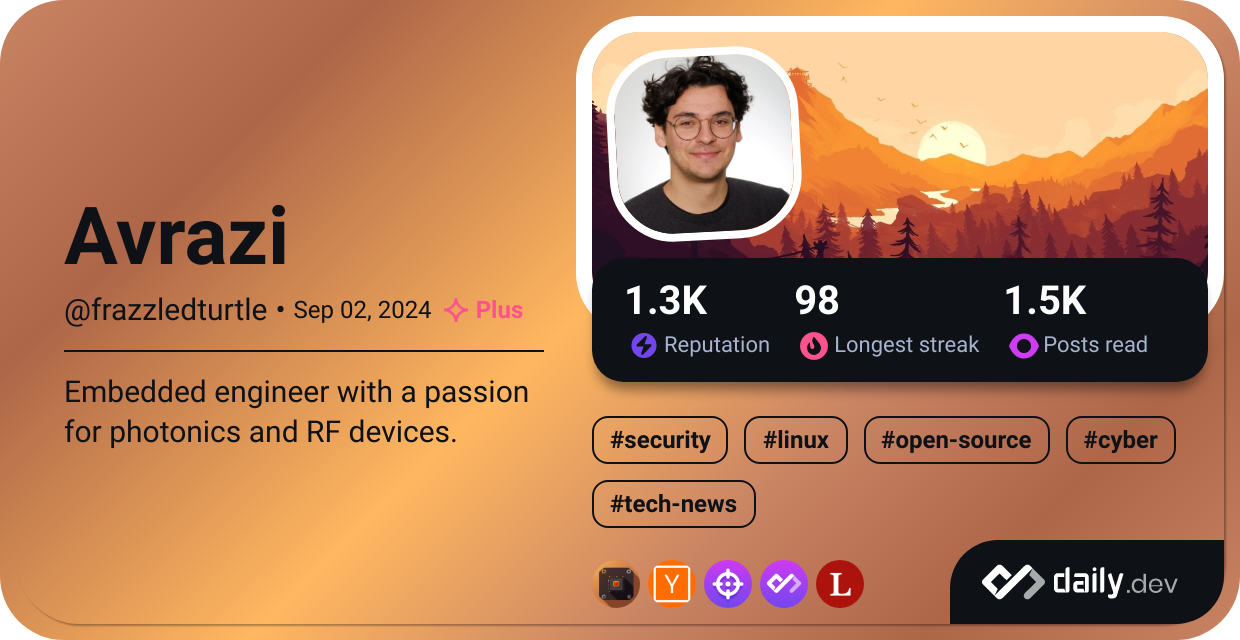 Avrazi
@frazzledturtle • Sep 02, 2024 Plus
Embedded engineer with a passion
for photonics and RF devices.
1.3K 98 1.5K
Reputation Longest streak Posts read
#security #linux #open-source #cyber
#tech-news
Y L
daily.dev